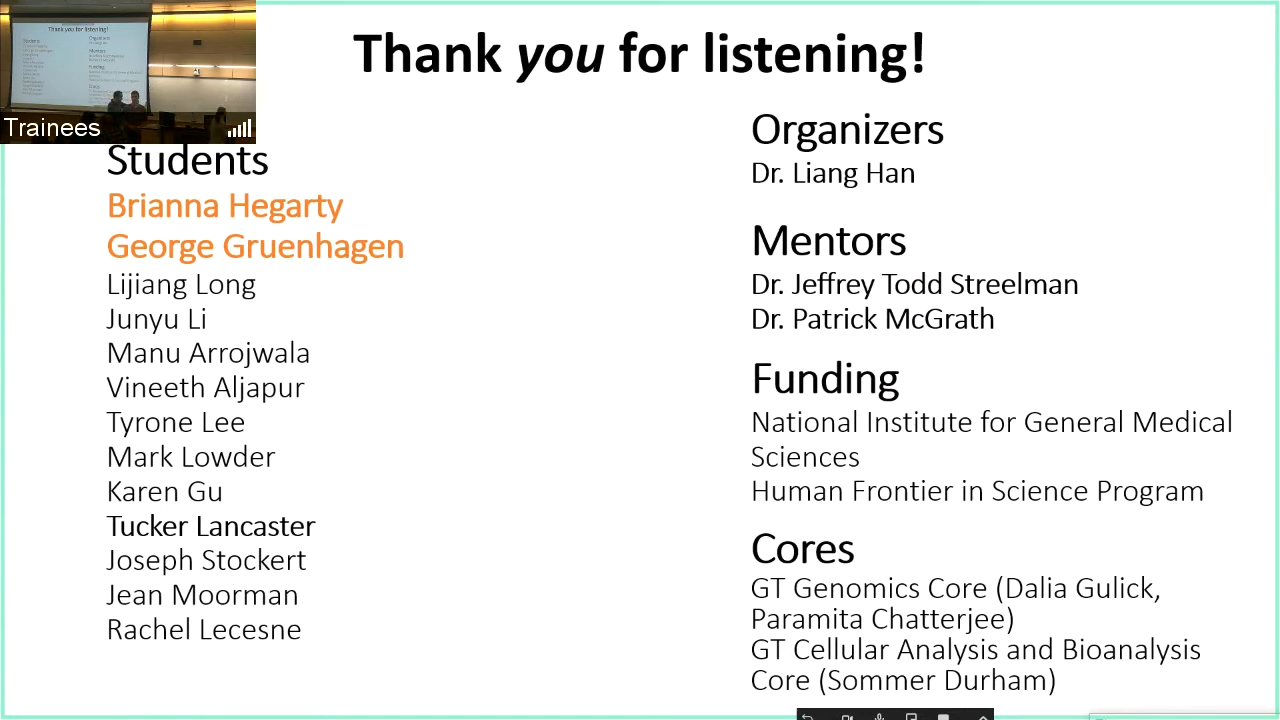 Thank you for listening!
Trainees
Students
Brianna Hegarty
George Gruenhagen
Lijiang Long
Junyu Li
Manu Arrojwala
Vineeth Aljapur
Tyrone Lee
Mark Lowder
Karen Gu
Tucker Lancaster
Joseph Stockert
Jean Moorman
Rachel Lecesne
Organizers
Dr. Liang Han
Mentors
Dr. Jeffrey Todd Streelman
Dr. Patrick McGrath
Funding
National Institute for General Medical
Sciences
Human Frontier in Science Program
Cores
GT Genomics Core (Dalia Gulick,
Paramita Chatterjee)
GT Cellular Analysis and Bioanalysis
Core (Sommer Durham)